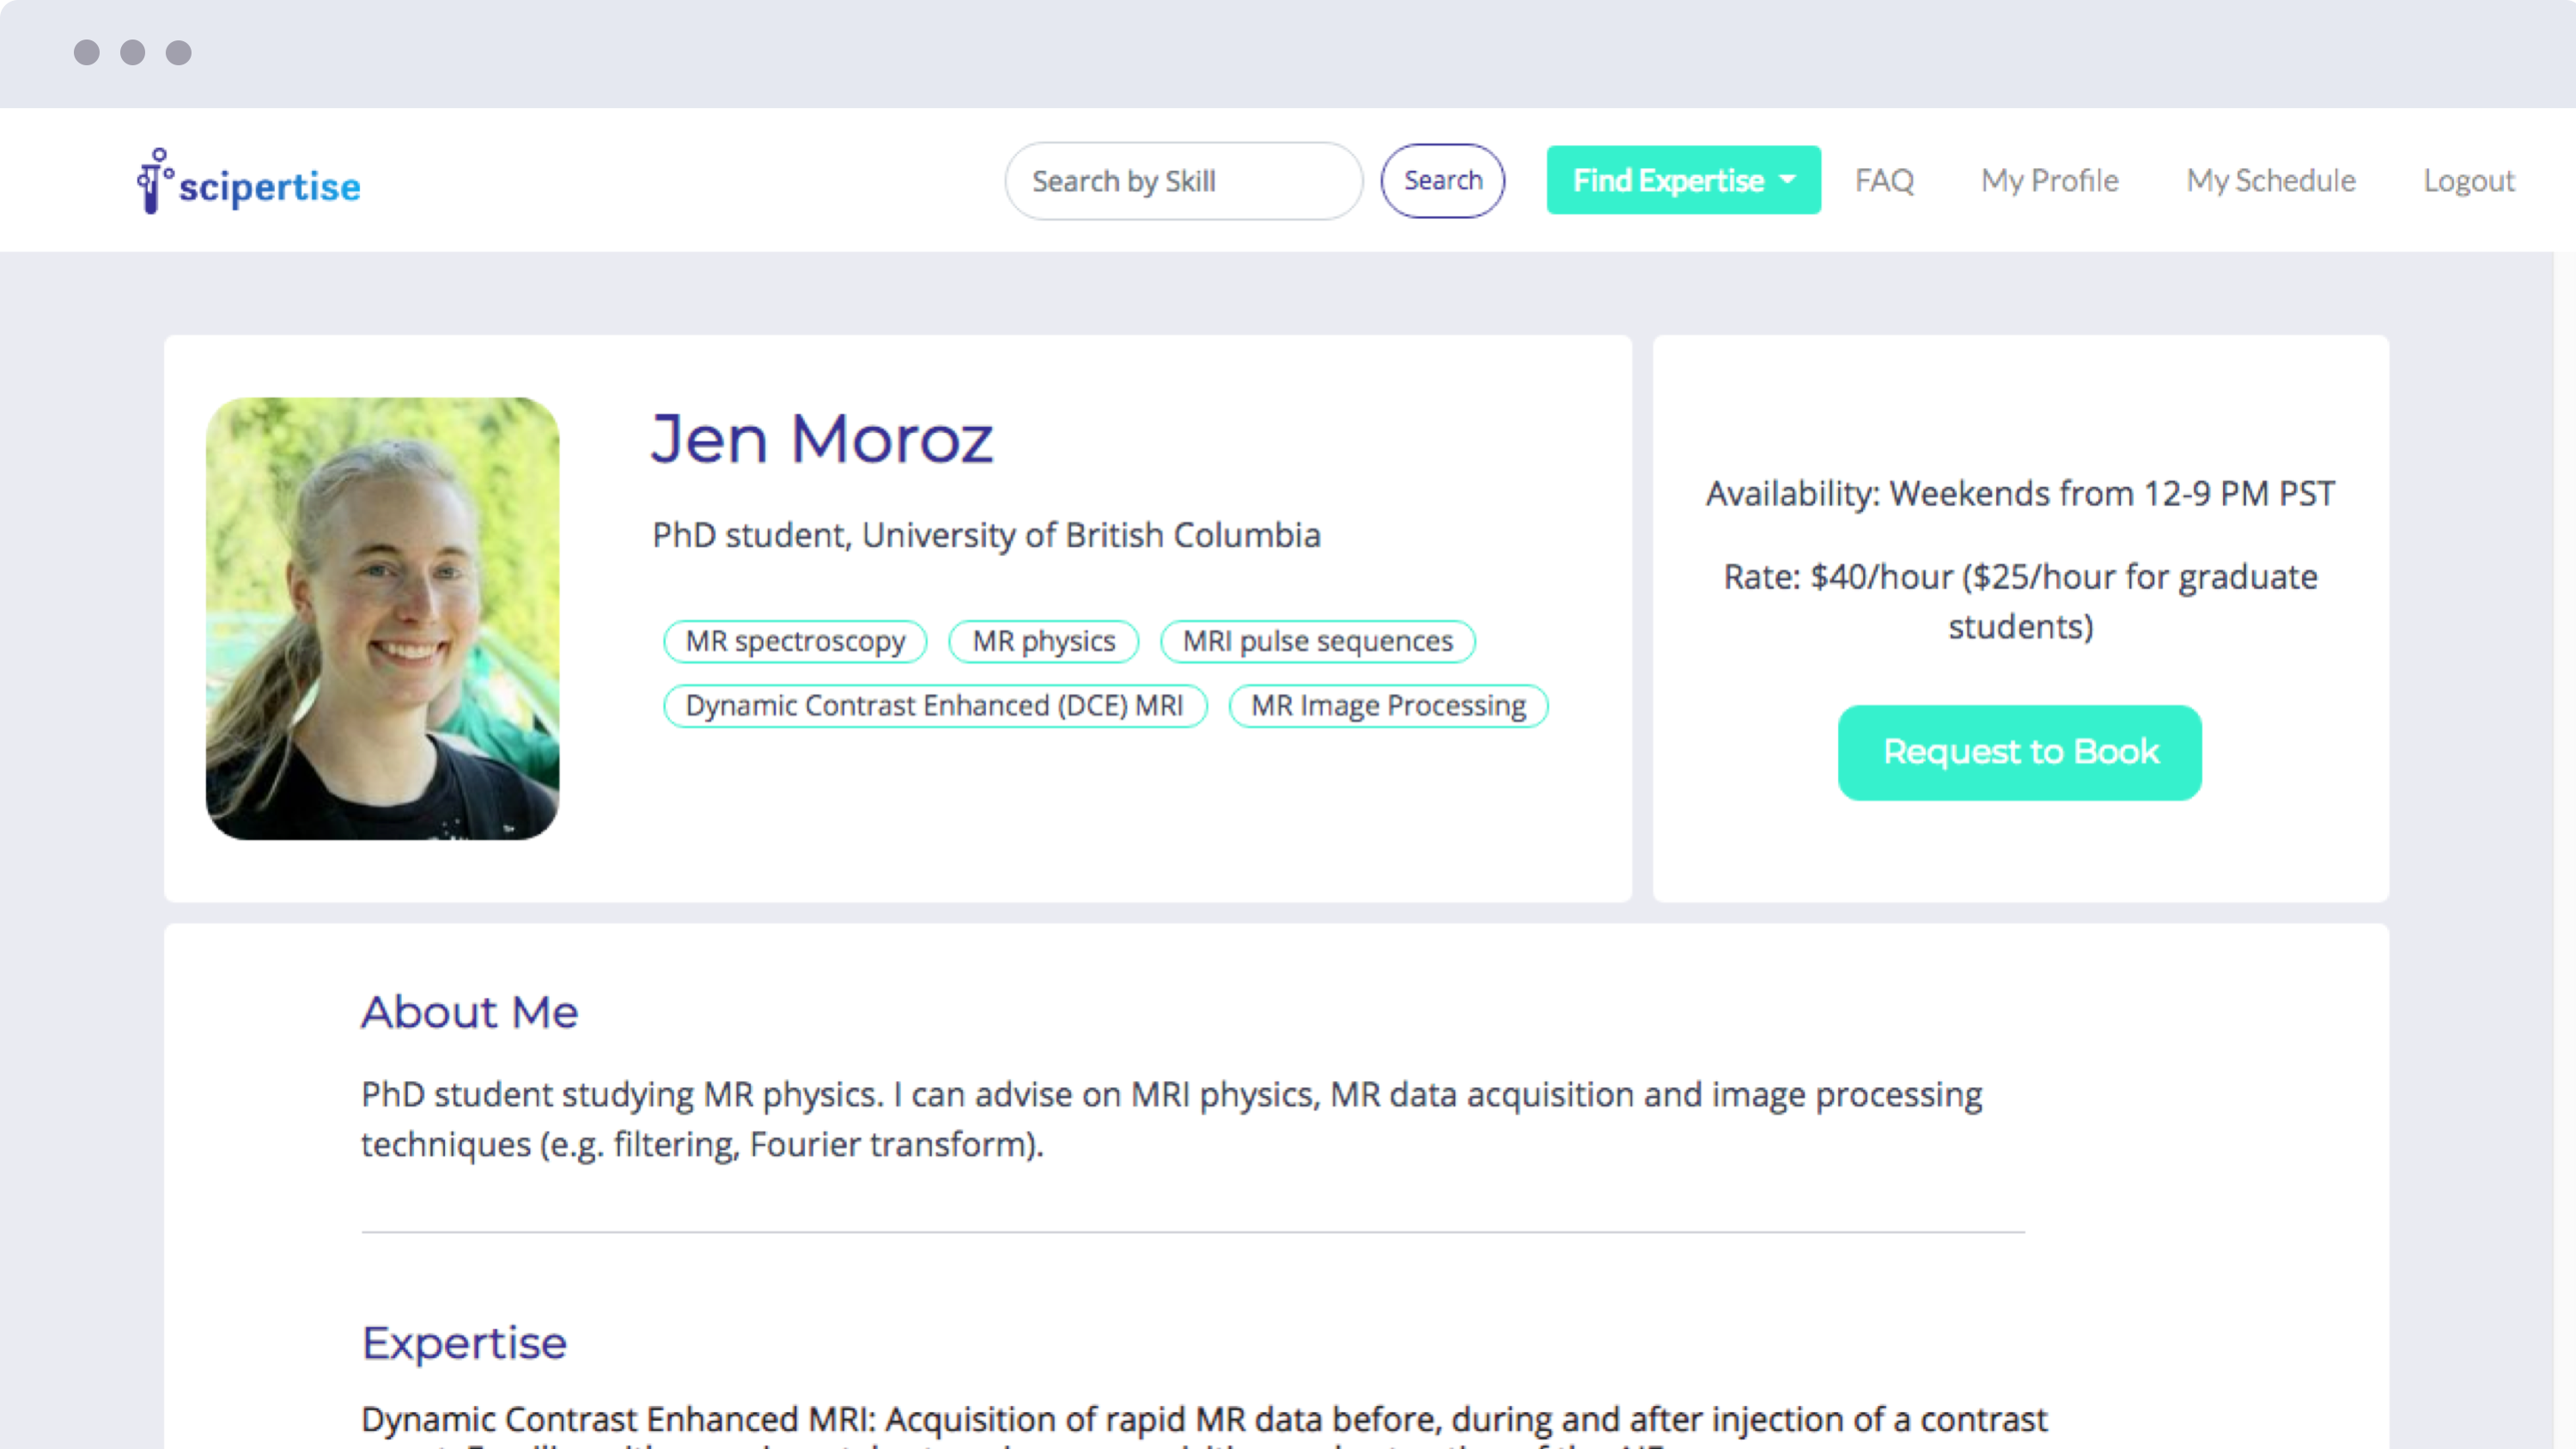 scipertise
Search by Skill
Search
Find Expertise
FAQ
My Profile
My Schedule
Logout
Jen Moroz
PhD student, University of British Columbia
MR spectroscopy
MR physics
MRI pulse sequences
Dynamic Contrast Enhanced (DCE) MRI
MR Image Processing
Availability: Weekends from 12-9 PM PST
Rate: $40/hour ($25/hour for graduate
students)
Request to Book
About Me
PhD student studying MR physics. I can advise on MRI physics, MR data acquisition and image processing
techniques (e.g. filtering, Fourier transform).
Expertise
Dynamic Contrast Enhanced MRI: Acquisition of rapid MR data before, during and after injection of a contrast